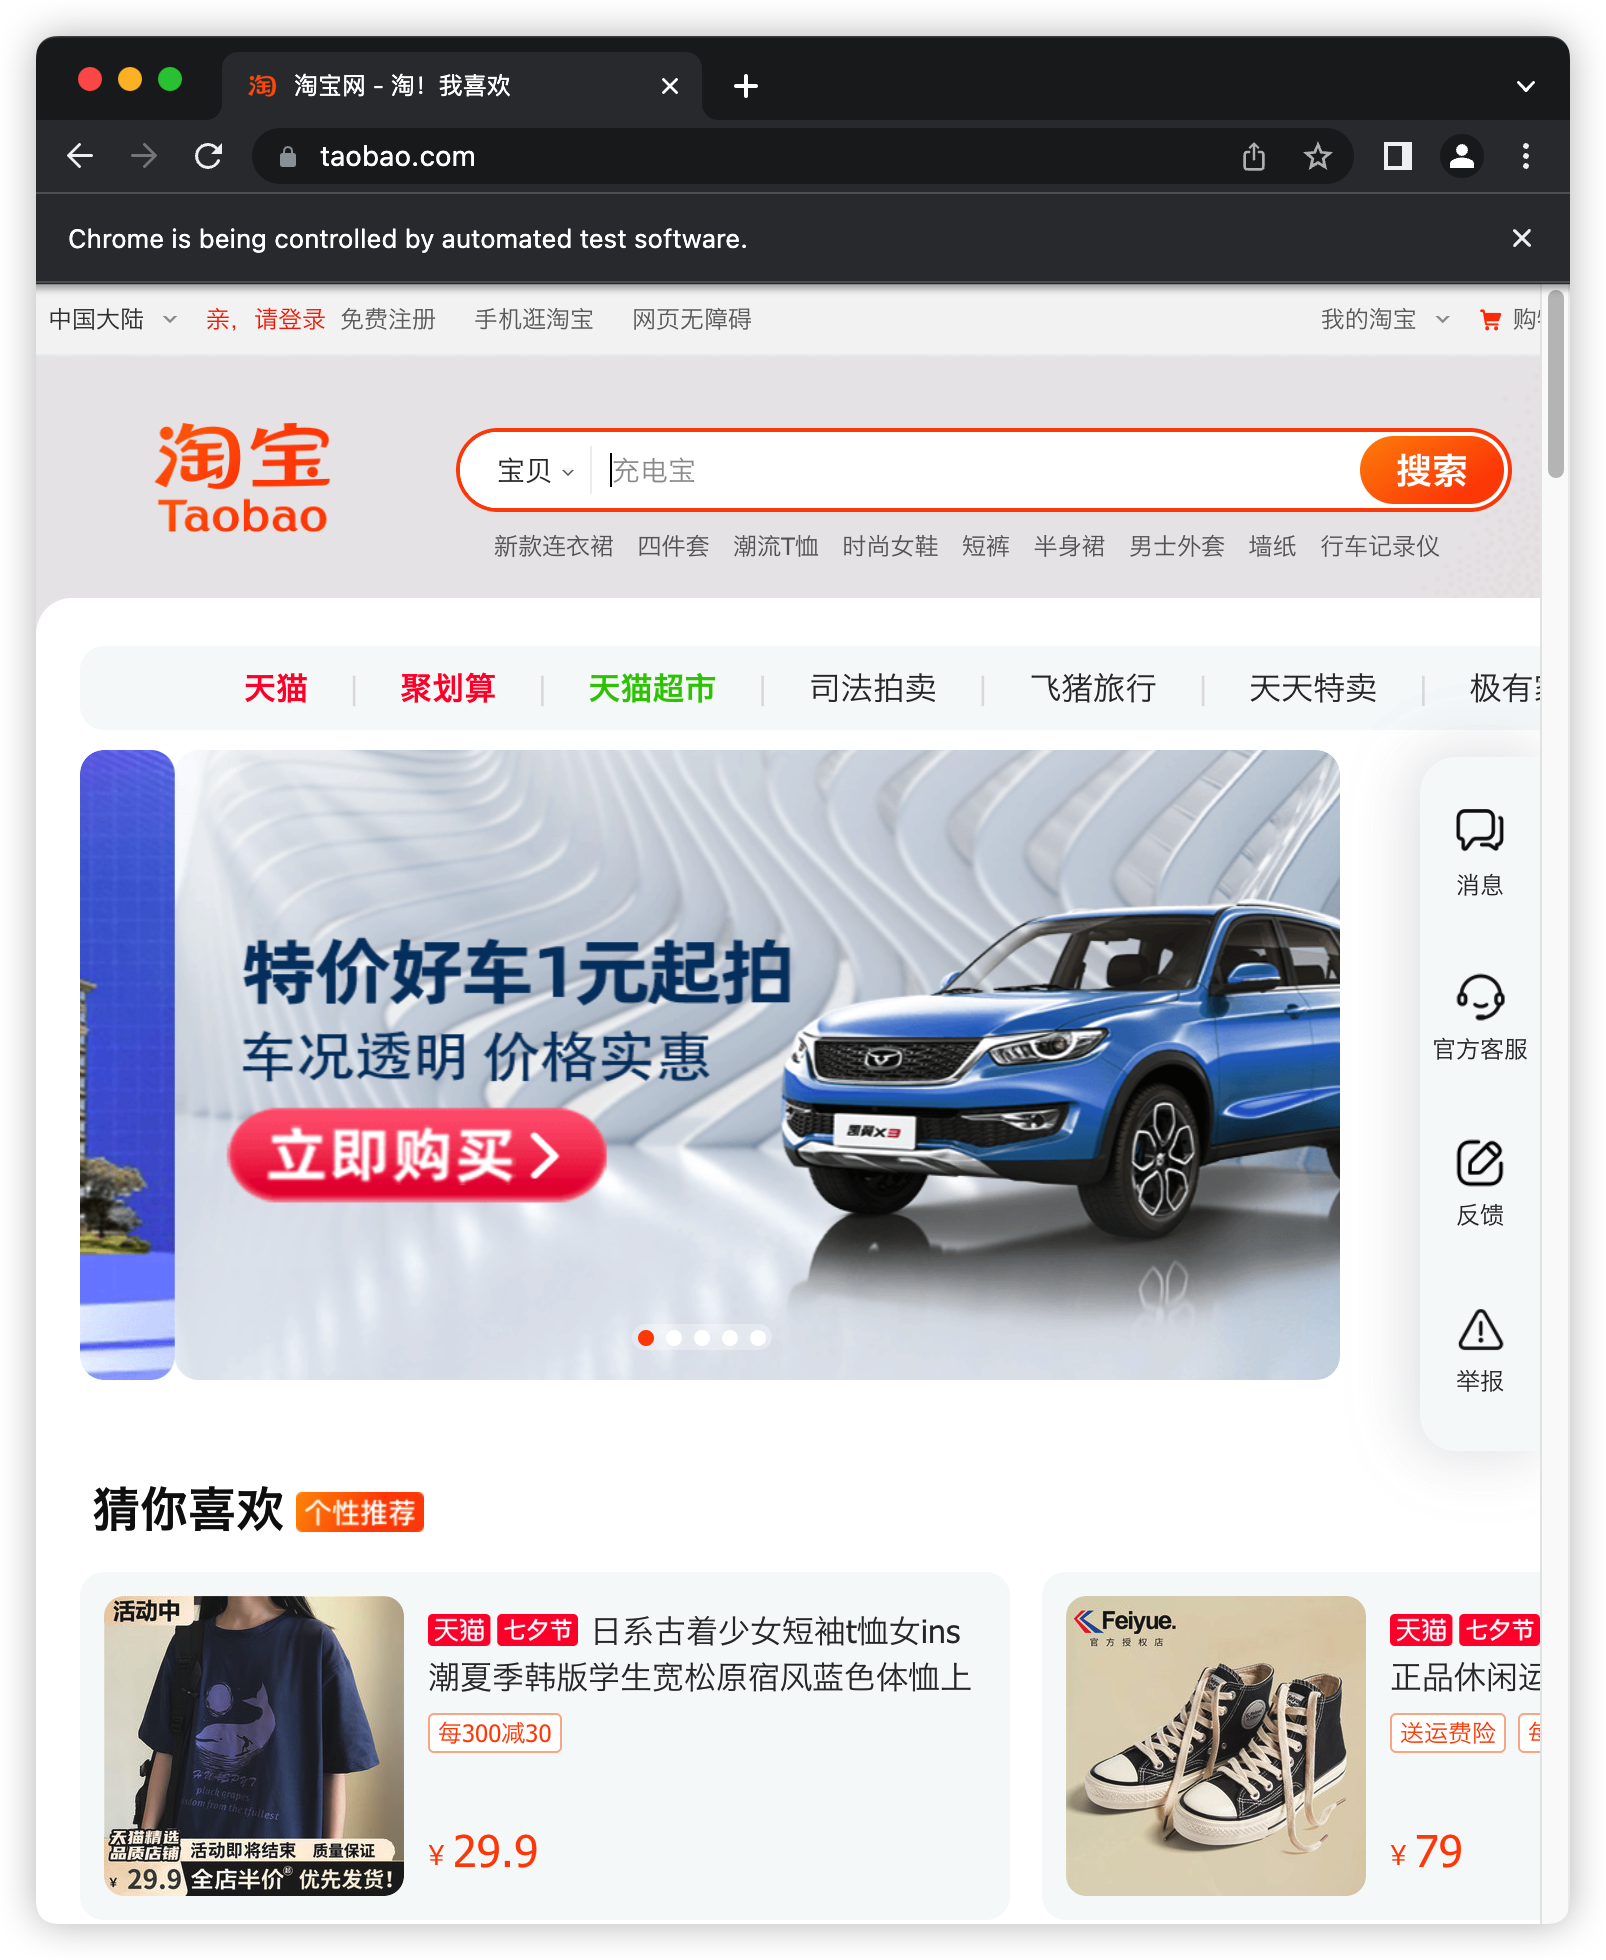 淘宝网 - 淘！我喜欢
taobao.com
Chrome is being controlled by automated test software.
中国大陆 亲，请登录 免费注册 手机逛淘宝 网页无障碍 我的淘宝 购
淘宝
Taobao
宝贝 充电宝 搜索
新款连衣裙 四件套 潮流T恤 时尚女鞋 短裤 半身裙 男士外套 墙纸 行车记录仪
天猫 聚划算 天猫超市 司法拍卖 飞猪旅行 天天特卖 极有
特价好车1元起拍
车况透明 价格实惠
立即购买
凯翼X3
消息
官方客服
反馈
举报
猜你喜欢 个性推荐
活动中
天猫精选
品质店铺
活动即将结束 质量保证
¥ 29.9 全店半价起 优先发货!
天猫 七夕节 日系古着少女短袖t恤女ins
潮夏季韩版学生宽松原宿风蓝色体恤上
每300减30
¥ 29.9
Feiyue.
官方授权店
天猫 七夕节
正品休闲运
送运费险
¥ 79